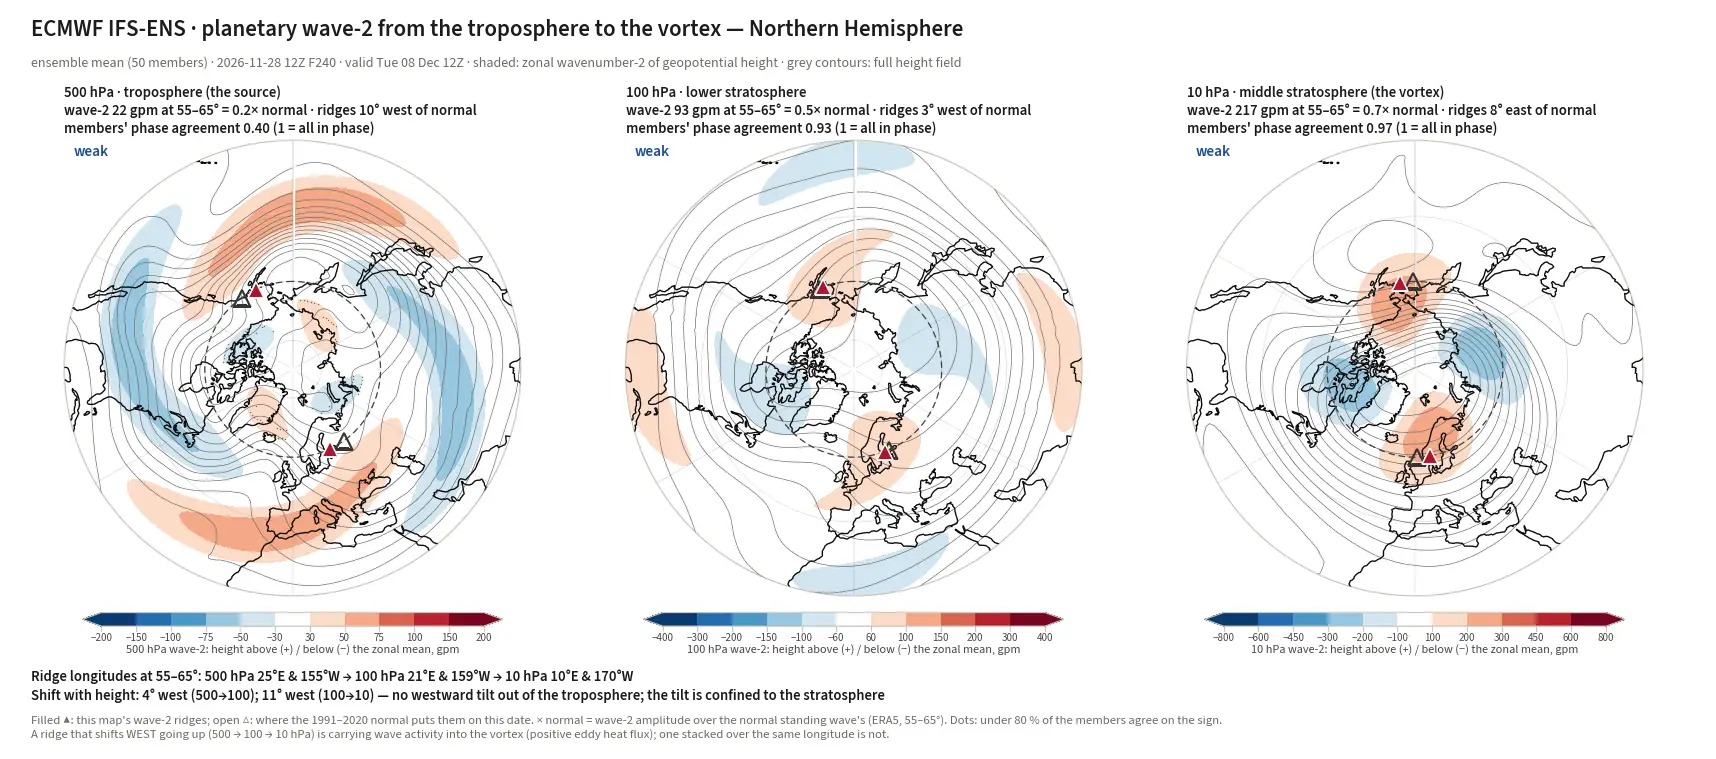 ECMWF IFS-ENS · planetary wave-2 from the troposphere to the vortex — Northern Hemisphere
ensemble mean (50 members) · 2026-11-28 12Z F240 · valid Tue 08 Dec 12Z · shaded: zonal wavenumber-2 of geopotential height · grey contours: full height field
500 hPa · troposphere (the source)
wave-2 22 gpm at 55–65° = 0.2× normal · ridges 10° west of normal
members' phase agreement 0.40 (1 = all in phase)
weak
100 hPa · lower stratosphere
wave-2 93 gpm at 55–65° = 0.5× normal · ridges 3° west of normal
members' phase agreement 0.93 (1 = all in phase)
weak
10 hPa · middle stratosphere (the vortex)
wave-2 217 gpm at 55–65° = 0.7× normal · ridges 8° east of normal
members' phase agreement 0.97 (1 = all in phase)
weak
−200 −150 −100 −75 −50 −30 30 50 75 100 150 200
500 hPa wave-2: height above (+) / below (−) the zonal mean, gpm
−400 −300 −200 −150 −100 −60 60 100 150 200 300 400
100 hPa wave-2: height above (+) / below (−) the zonal mean, gpm
−800 −600 −450 −300 −200 −100 100 200 300 450 600 800
10 hPa wave-2: height above (+) / below (−) the zonal mean, gpm
Ridge longitudes at 55–65°: 500 hPa 25°E & 155°W → 100 hPa 21°E & 159°W → 10 hPa 10°E & 170°W
Shift with height: 4° west (500→100); 11° west (100→10) — no westward tilt out of the troposphere; the tilt is confined to the stratosphere
Filled ▲: this map's wave-2 ridges; open △: where the 1991–2020 normal puts them on this date. × normal = wave-2 amplitude over the normal standing wave's (ERA5, 55–65°). Dots: under 80 % of the members agree on the sign.
A ridge that shifts WEST going up (500 → 100 → 10 hPa) is carrying wave activity into the vortex (positive eddy heat flux); one stacked over the same longitude is not.